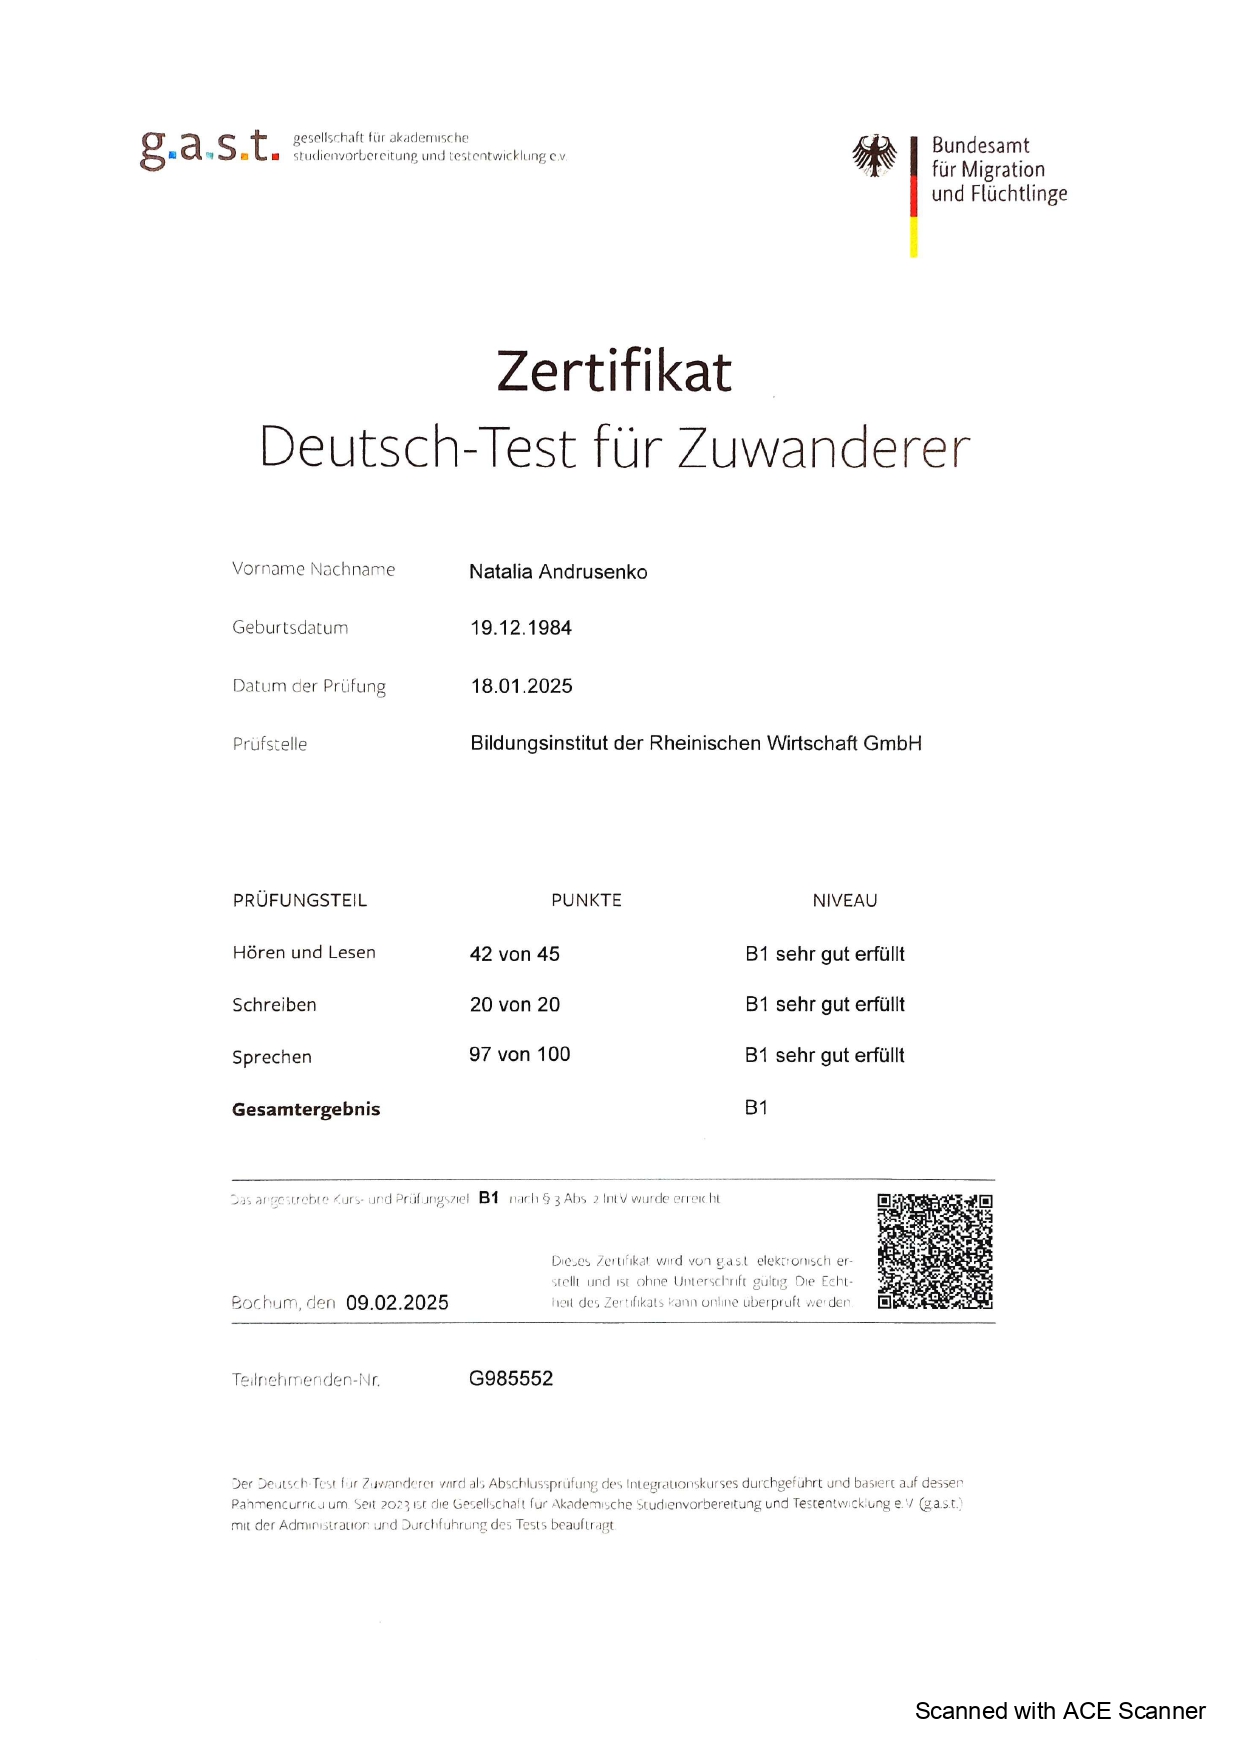 g.a.s.t. gesellschaft für akademische
studienvorbereitung und testentwicklung e.v.
Bundesamt
für Migration
und Flüchtlinge
Zertifikat
Deutsch-Test für Zuwanderer
Vorname Nachname Natalia Andrusenko
Geburtsdatum 19.12.1984
Datum der Prüfung 18.01.2025
Prüfstelle Bildungsinstitut der Rheinischen Wirtschaft GmbH
PRÜFUNGSTEIL PUNKTE NIVEAU
Hören und Lesen 42 von 45 B1 sehr gut erfüllt
Schreiben 20 von 20 B1 sehr gut erfüllt
Sprechen 97 von 100 B1 sehr gut erfüllt
Gesamtergebnis B1
Das angestrebte Kurs- und Prüfungsziel B1 nach § 3 Abs. 2 IntV wurde erreicht.
Dieses Zertifikat wird von g.a.s.t. elektronisch er-
stellt und ist ohne Unterschrift gültig. Die Echt-
heit des Zertifikats kann online überprüft werden.
Bochum, den 09.02.2025
Teilnehmenden-Nr. G985552
Der Deutsch-Test für Zuwanderer wird als Abschlussprüfung des Integrationskurses durchgeführt und basiert auf dessen
Rahmencurriculum. Seit 2023 ist die Gesellschaft für Akademische Studienvorbereitung und Testentwicklung e.V. (g.a.s.t.)
mit der Administration und Durchführung des Tests beauftragt.
Scanned with ACE Scanner